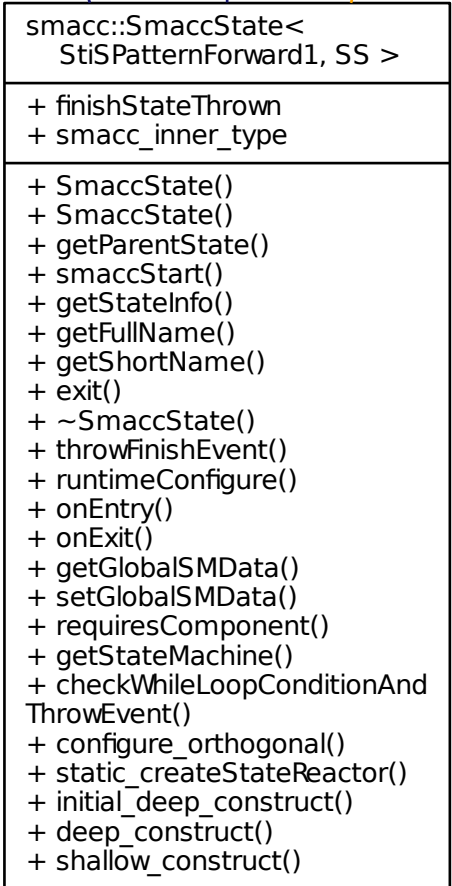 smacc::SmaccState<
StiSPatternForward1, SS >
+ finishStateThrown
+ smacc_inner_type
+ SmaccState()
+ SmaccState()
+ getParentState()
+ smaccStart()
+ getStateInfo()
+ getFullName()
+ getShortName()
+ exit()
+ ~SmaccState()
+ throwFinishEvent()
+ runtimeConfigure()
+ onEntry()
+ onExit()
+ getGlobalSMData()
+ setGlobalSMData()
+ requiresComponent()
+ getStateMachine()
+ checkWhileLoopConditionAnd
ThrowEvent()
+ configure_orthogonal()
+ static_createStateReactor()
+ initial_deep_construct()
+ deep_construct()
+ shallow_construct()